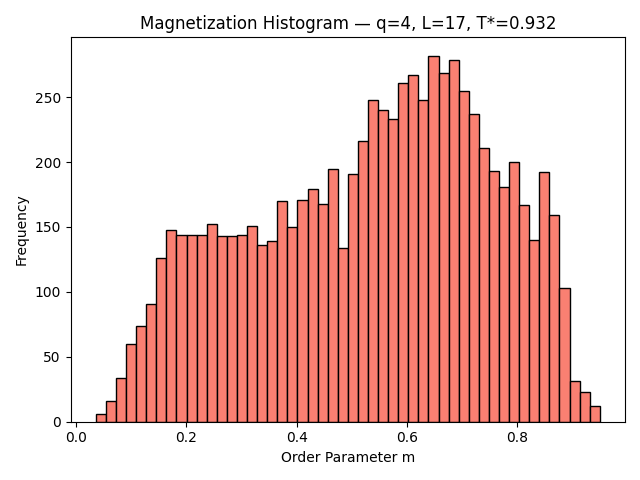 Magnetization Histogram — q=4, L=17, T*=0.932
Frequency
250
200
150
100
50
0
0.0 0.2 0.4 0.6 0.8
Order Parameter m